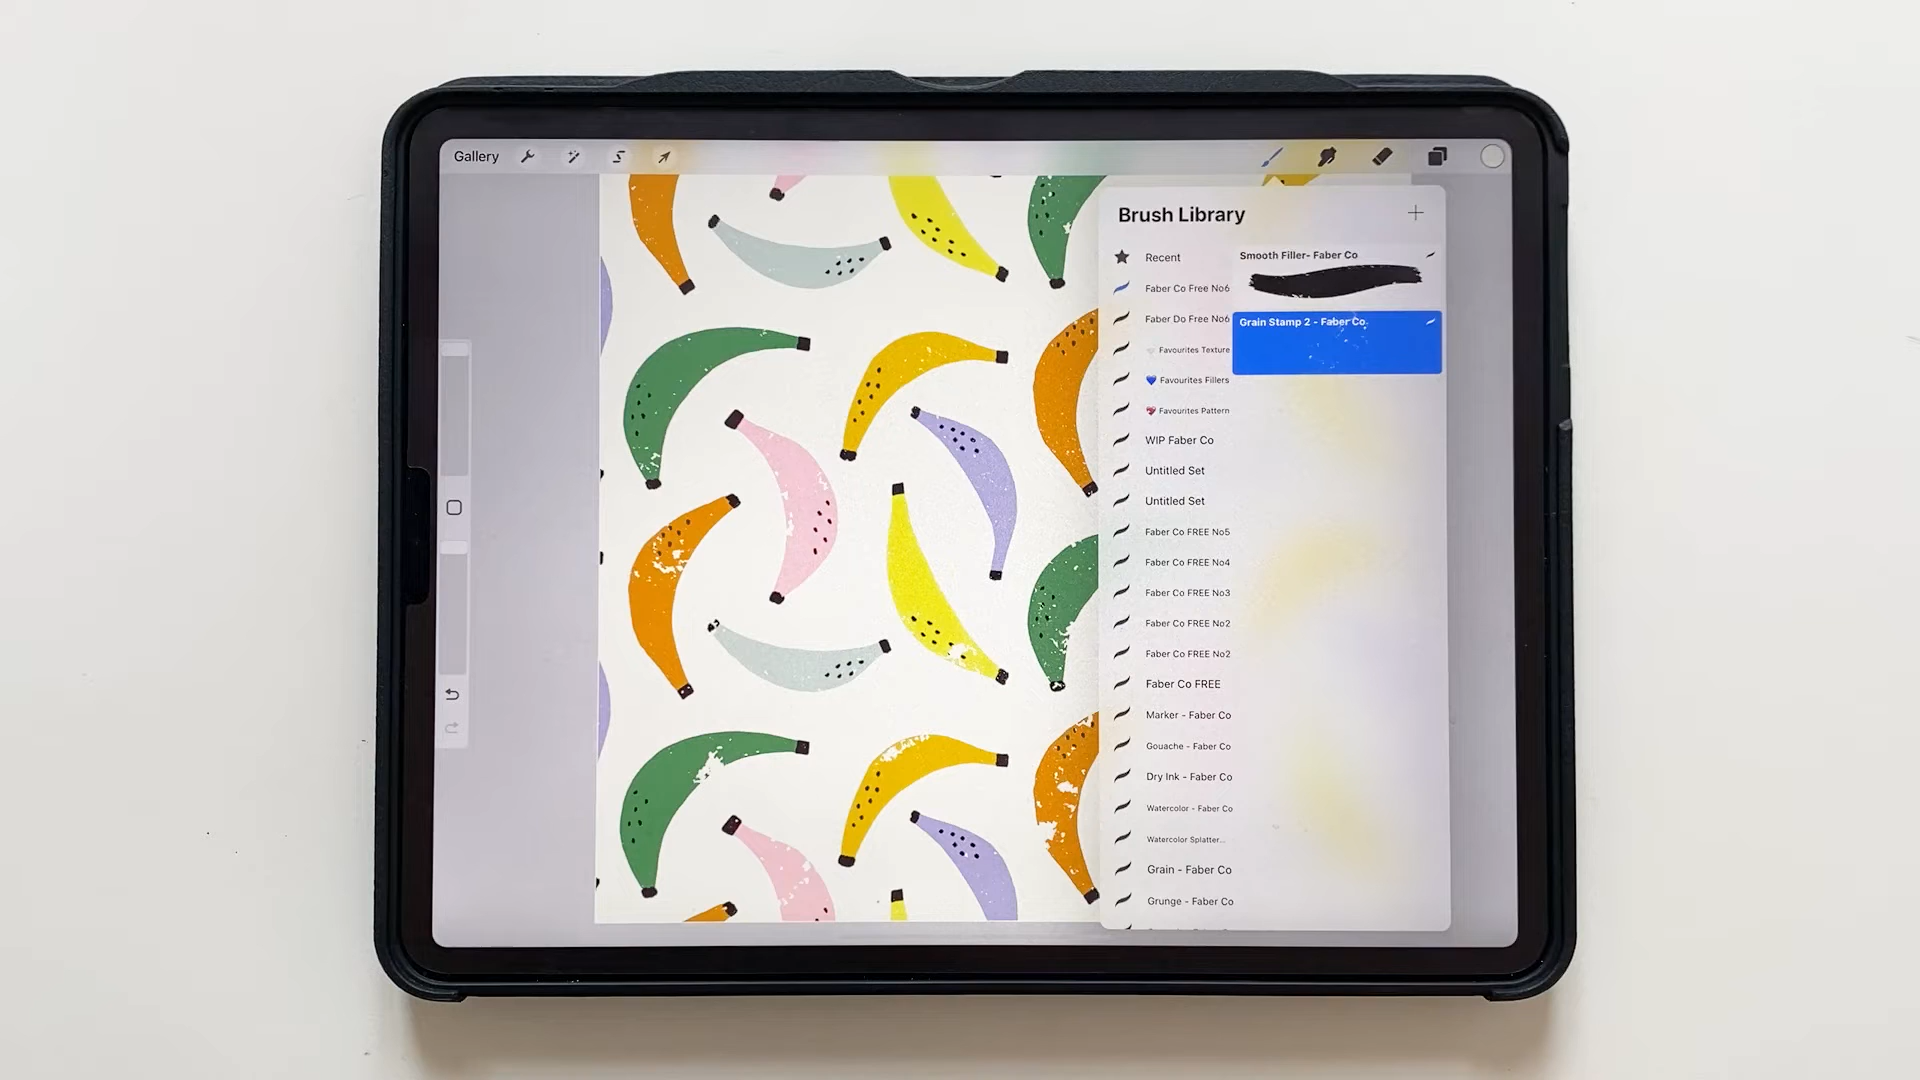 Gallery
Brush Library
Recent
Faber Co Free No6
Faber Do Free No6
Favourites Texture
Favourites Fillers
Favourites Pattern
WIP Faber Co
Untitled Set
Untitled Set
Faber Co FREE No5
Faber Co FREE No4
Faber Co FREE No3
Faber Co FREE No2
Faber Co FREE No2
Faber Co FREE
Marker - Faber Co
Gouache - Faber Co
Dry Ink - Faber Co
Watercolor - Faber Co
Watercolor Splatter...
Grain - Faber Co
Grunge - Faber Co
Smooth Filler- Faber Co
Grain Stamp 2 - Faber Co